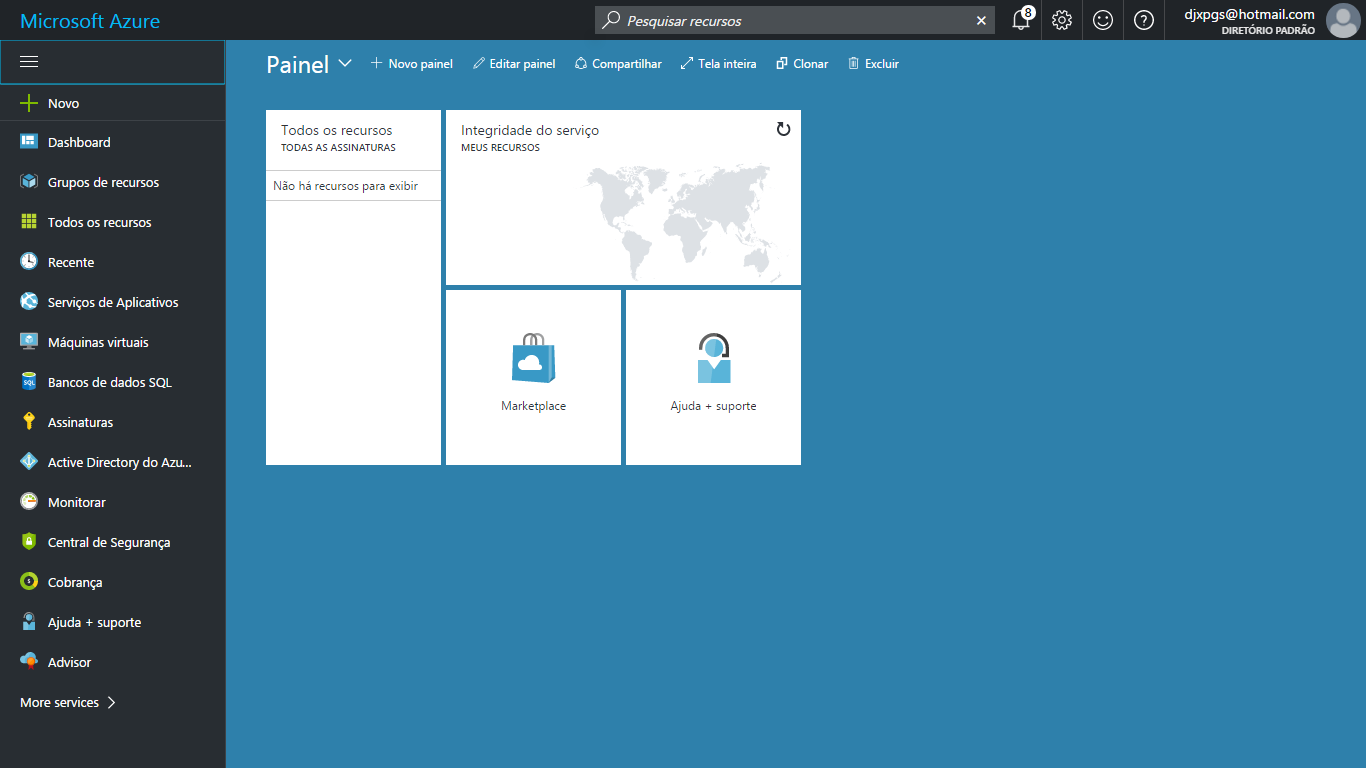 Microsoft Azure
Pesquisar recursos
8
djxpgs@hotmail.com
DIRETÓRIO PADRÃO
Novo
Dashboard
Grupos de recursos
Todos os recursos
Recente
Serviços de Aplicativos
Máquinas virtuais
SQL
Bancos de dados SQL
Assinaturas
Active Directory do Azu...
Monitorar
Central de Segurança
Cobrança
Ajuda + suporte
Advisor
More services
Painel
Novo painel
Editar painel
Compartilhar
Tela inteira
Clonar
Excluir
Todos os recursos
TODAS AS ASSINATURAS
Não há recursos para exibir
Integridade do serviço
MEUS RECURSOS
Marketplace
Ajuda + suporte